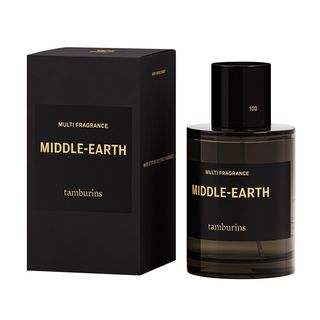 MULTI FRAGRANCE
MIDDLE-EARTH
tamburins
100
MULTI FRAGRANCE
MIDDLE-EARTH
tamburins